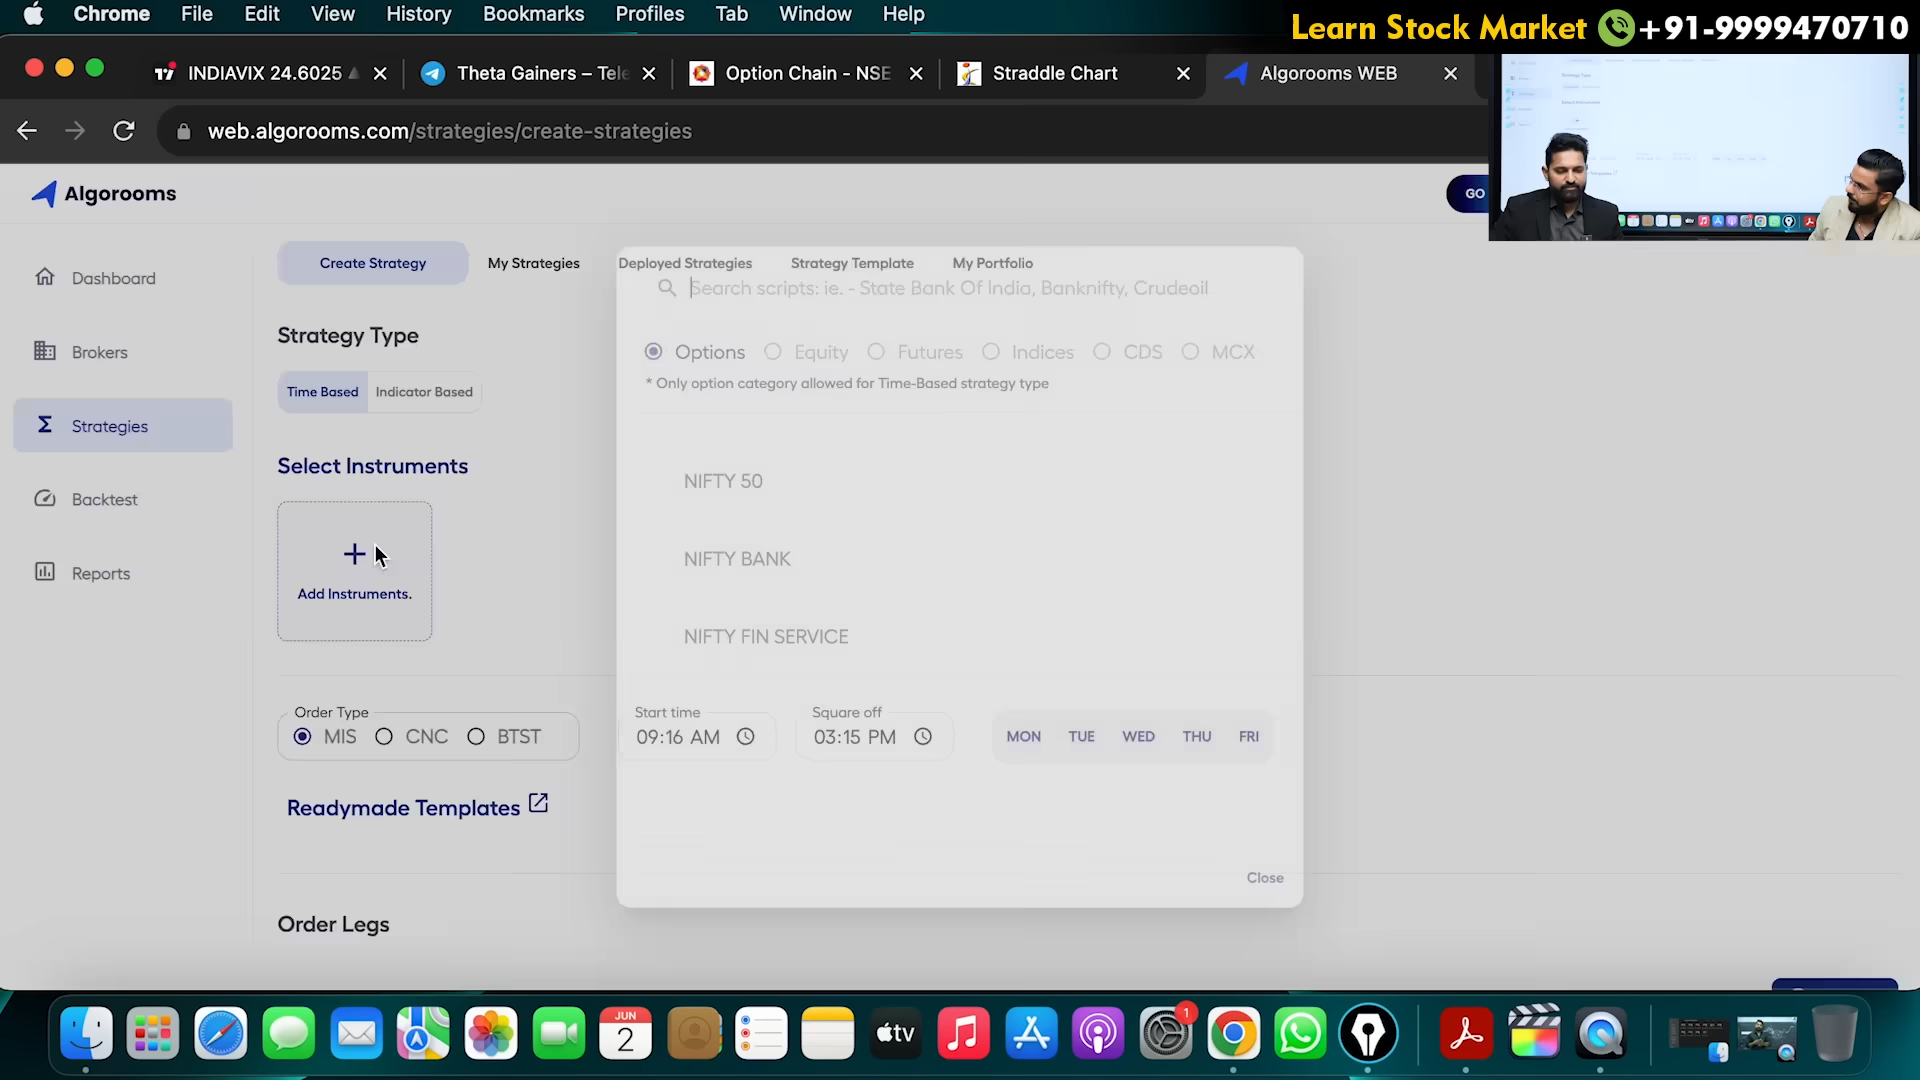 Chrome File Edit View History Bookmarks Profiles Tab Window Help
Learn Stock Market +91-9999470710
INDIAVIX 24.6025
Theta Gainers – Tele
Option Chain - NSE
Straddle Chart
Algorooms WEB
web.algorooms.com/strategies/create-strategies
Algorooms
GO
Dashboard
Brokers
Strategies
Backtest
Reports
Create Strategy My Strategies Deployed Strategies Strategy Template My Portfolio
Search scripts: ie. - State Bank Of India, Banknifty, Crudeoil
Strategy Type
Options Equity Futures Indices CDS MCX
* Only option category allowed for Time-Based strategy type
Time Based Indicator Based
Select Instruments
NIFTY 50
NIFTY BANK
NIFTY FIN SERVICE
Add Instruments.
Order Type
MIS CNC BTST
Start time
09:16 AM
Square off
03:15 PM
MON TUE WED THU FRI
Readymade Templates
Close
Order Legs
JUN
2
tv
1